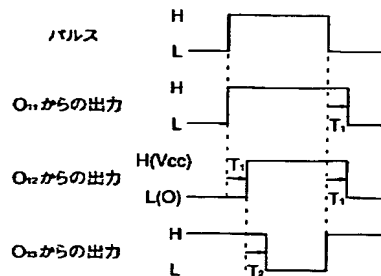 パルス
H
L
O₁₁からの出力
H
L
T₁
O₁₂からの出力
H(Vcc)
L(O)
T₁
T₁
O₁₃からの出力
H
L
T₂